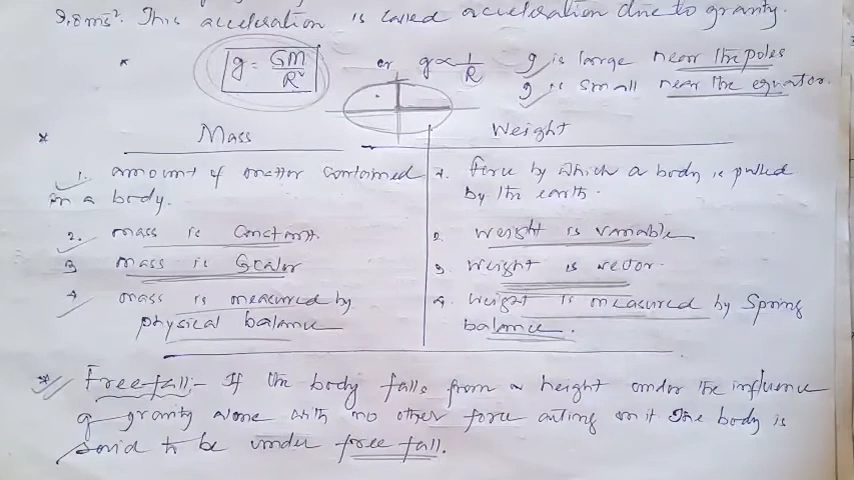 9.8ms². This acceleration is called acceleration due to gravity.
* g = GM/R² or g ∝ 1/R g is large near the poles
g is small near the equator.
* Mass Weight
1. amount of matter contained in a body.
1. Force by which a body is pulled by the earth.
2. mass is Constant.
2. Weight is variable.
3 mass is Scalar
3. Weight is vector.
4. mass is measured by physical balance
4. Weight is measured by Spring balance.
* Free fall:- If the body falls from a height under the influence
of gravity alone with no other force acting on it the body is
said to be under free fall.